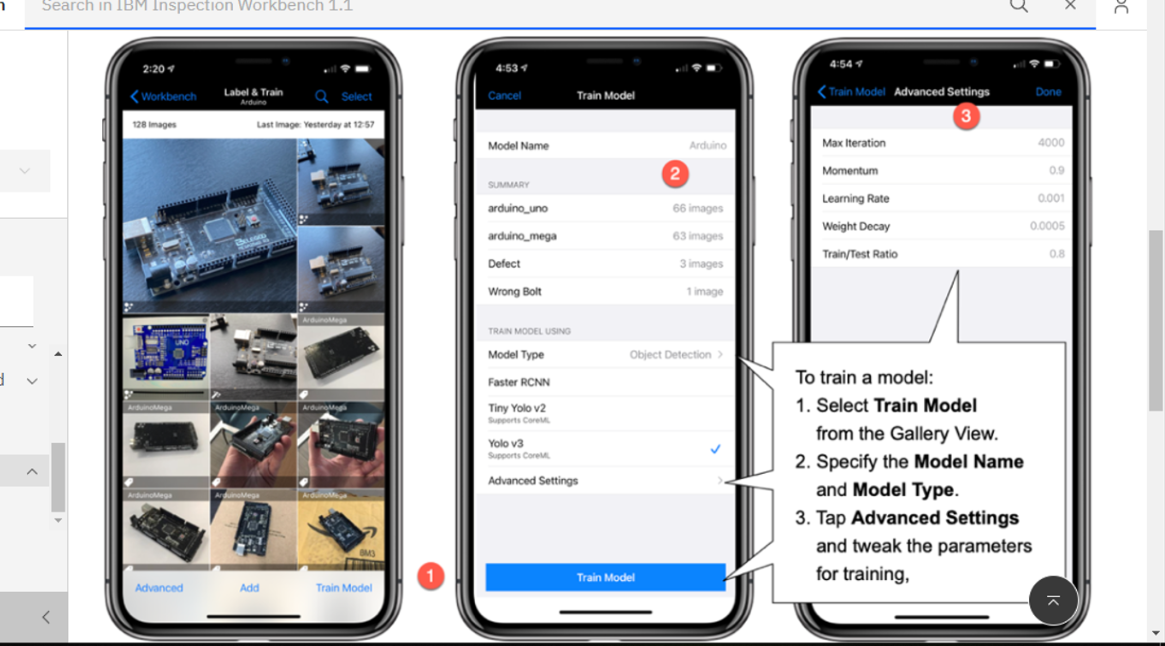 Search in IBM Inspection Workbench 1.1
2:20
Workbench
Label & Train
Arduino
Select
128 Images
Last Image: Yesterday at 12:57
UNO
ArduinoMega
ArduinoMega
ArduinoMega
ArduinoMega
ArduinoMega
ArduinoMega
ArduinoMega
Advanced
Add
Train Model
1
4:53
Cancel
Train Model
Model Name
Arduino
2
SUMMARY
arduino_uno
66 images
arduino_mega
63 images
Defect
3 images
Wrong Bolt
1 image
TRAIN MODEL USING
Model Type
Object Detection
Faster RCNN
Tiny Yolo v2
Supports CoreML
Yolo v3
Supports CoreML
Advanced Settings
Train Model
4:54
Train Model
Advanced Settings
Done
3
Max Iteration
4000
Momentum
0.9
Learning Rate
0.001
Weight Decay
0.0005
Train/Test Ratio
0.8
To train a model:
1. Select Train Model
from the Gallery View.
2. Specify the Model Name
and Model Type.
3. Tap Advanced Settings
and tweak the parameters
for training,